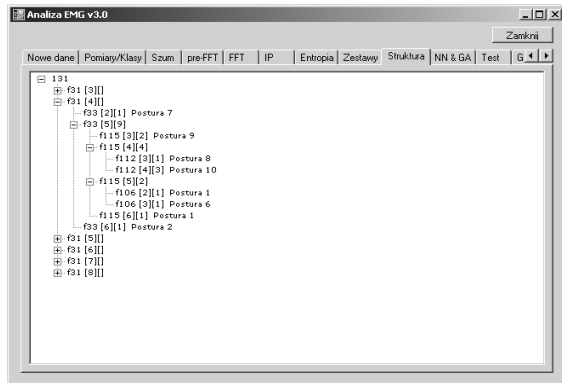 Analiza EMG v3.0
Zamknij
Nowe dane Pomiary/Klasy Szum pre-FFT FFT IP Entropia Zestawy Struktura NN & GA Test G
131
f31 [3][]
f31 [4][]
f33 [2][1] Postura 7
f33 [5][9]
f115 [3][2] Postura 9
f115 [4][4]
f112 [3][1] Postura 8
f112 [4][3] Postura 10
f115 [5][2]
f106 [2][1] Postura 1
f106 [3][1] Postura 6
f115 [6][1] Postura 1
f33 [6][1] Postura 2
f31 [5][]
f31 [6][]
f31 [7][]
f31 [8][]